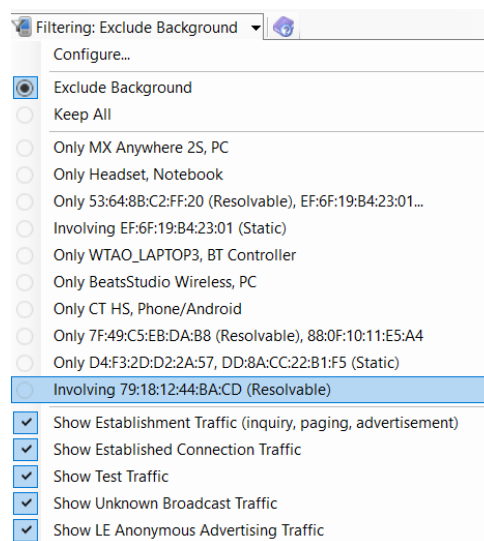 Filtering: Exclude Background
Configure...
Exclude Background
Keep All
Only MX Anywhere 2S, PC
Only Headset, Notebook
Only 53:64:8B:C2:FF:20 (Resolvable), EF:6F:19:B4:23:01...
Involving EF:6F:19:B4:23:01 (Static)
Only WTAO_LAPTOP3, BT Controller
Only BeatsStudio Wireless, PC
Only CT HS, Phone/Android
Only 7F:49:C5:EB:DA:B8 (Resolvable), 88:0F:10:11:E5:A4
Only D4:F3:2D:D2:2A:57, DD:8A:CC:22:B1:F5 (Static)
Involving 79:18:12:44:BA:CD (Resolvable)
Show Establishment Traffic (inquiry, paging, advertisement)
Show Established Connection Traffic
Show Test Traffic
Show Unknown Broadcast Traffic
Show LE Anonymous Advertising Traffic